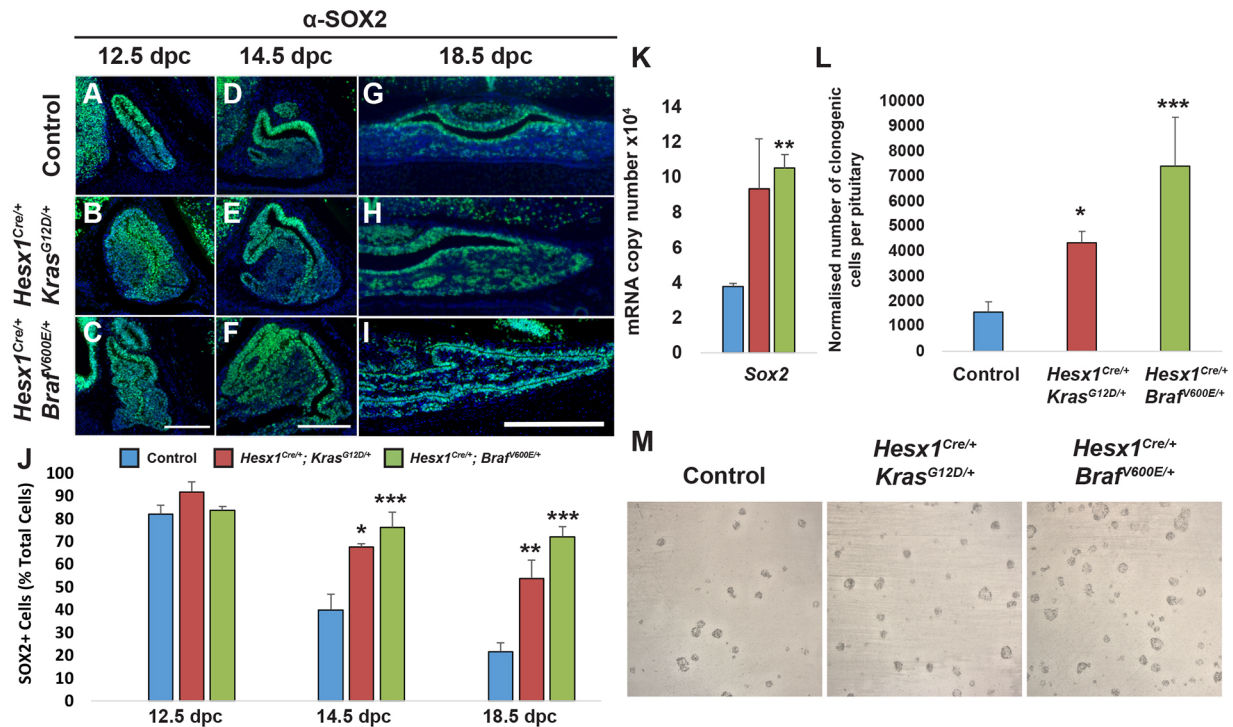 α-SOX2
12.5 dpc 14.5 dpc 18.5 dpc
Control
Hesx1Cre/+
KrasG12D/+
Hesx1Cre/+
BrafV600E/+
A D G
B E H
C F I
K
mRNA copy number x10⁴
14
12
10
8
6
4
2
0
**
Sox2
L
Normalised number of clonogenic
cells per pituitary
10000
9000
8000
7000
6000
5000
4000
3000
2000
1000
0
*
***
Control Hesx1Cre/+ Hesx1Cre/+
KrasG12D/+ BrafV600E/+
J
Control Hesx1Cre/+; KrasG12D/+ Hesx1Cre/+; BrafV600E/+
SOX2+ Cells (% Total Cells)
100
90
80
70
60
50
40
30
20
10
0
* ***
** ***
12.5 dpc 14.5 dpc 18.5 dpc
M
Control
Hesx1Cre/+
KrasG12D/+
Hesx1Cre/+
BrafV600E/+